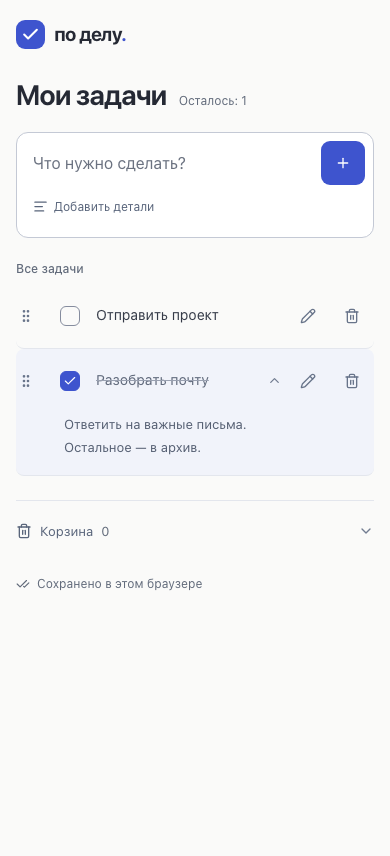 по делу.
Мои задачи
Осталось: 1
Что нужно сделать?
Добавить детали
Все задачи
Отправить проект
Разобрать почту
Ответить на важные письма.
Остальное — в архив.
Корзина 0
Сохранено в этом браузере